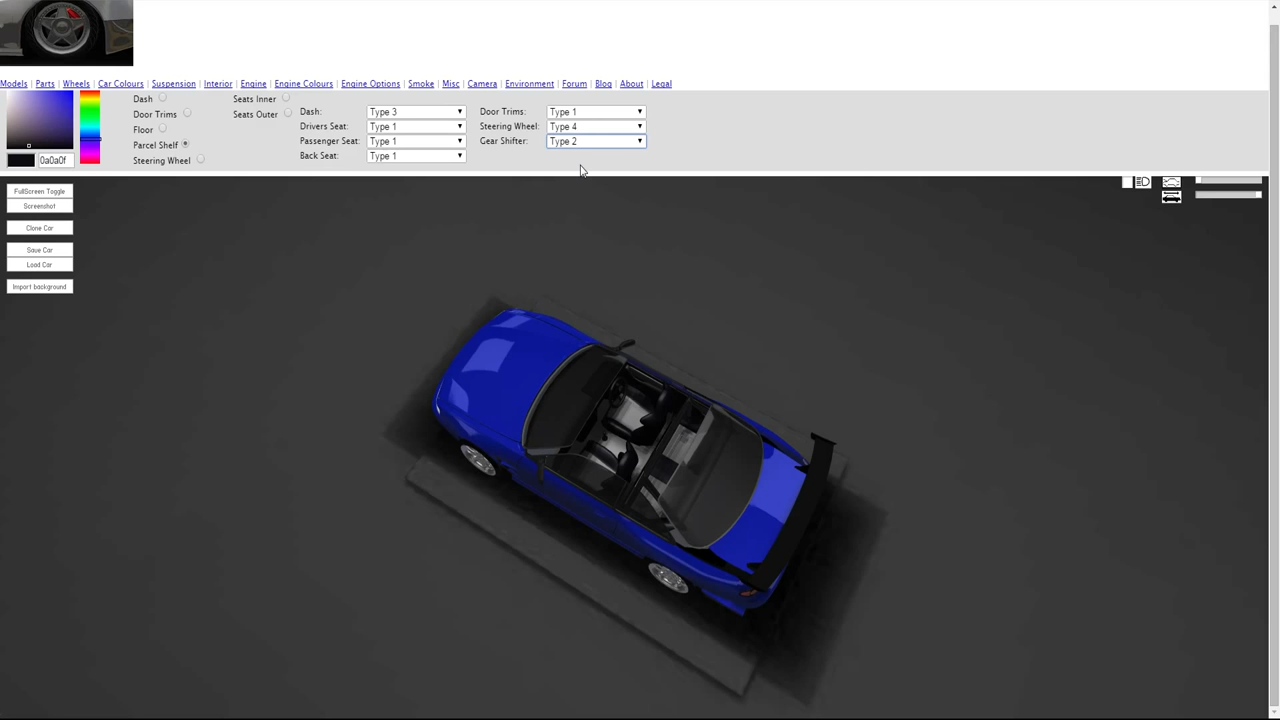 Models | Parts | Wheels | Car Colours | Suspension | Interior | Engine | Engine Colours | Engine Options | Smoke | Misc | Camera | Environment | Forum | Blog | About | Legal
Dash
Door Trims
Floor
Parcel Shelf
Steering Wheel
Seats Inner
Seats Outer
Dash: Type 3
Drivers Seat: Type 1
Passenger Seat: Type 1
Back Seat: Type 1
Door Trims: Type 1
Steering Wheel: Type 4
Gear Shifter: Type 2
0a0a0f
FullScreen Toggle
Screenshot
Clone Car
Save Car
Load Car
Import background